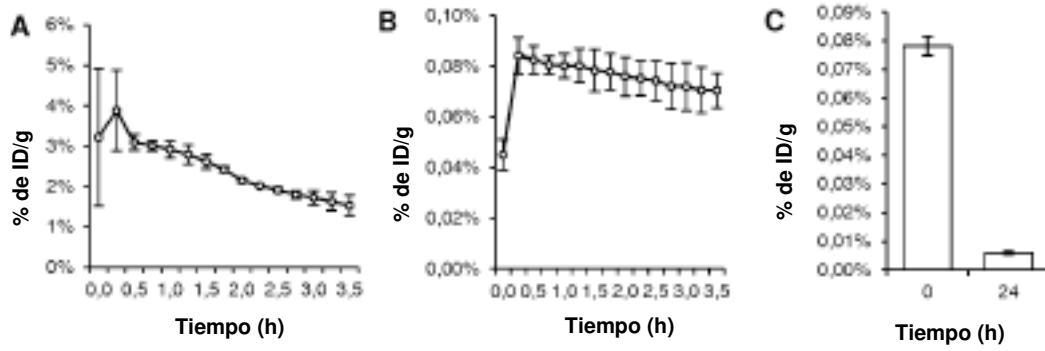 A
6%
5%
4%
3%
2%
1%
0%
% de ID/g
0,0 0,5 1,0 1,5 2,0 2,5 3,0 3,5
Tiempo (h)
B
0,10%
0,08%
0,06%
0,04%
0,02%
0,00%
% de ID/g
0,0 0,5 1,0 1,5 2,0 2,5 3,0 3,5
Tiempo (h)
C
0,09%
0,08%
0,07%
0,06%
0,05%
0,04%
0,03%
0,02%
0,01%
0,00%
% de ID/g
0 24
Tiempo (h)